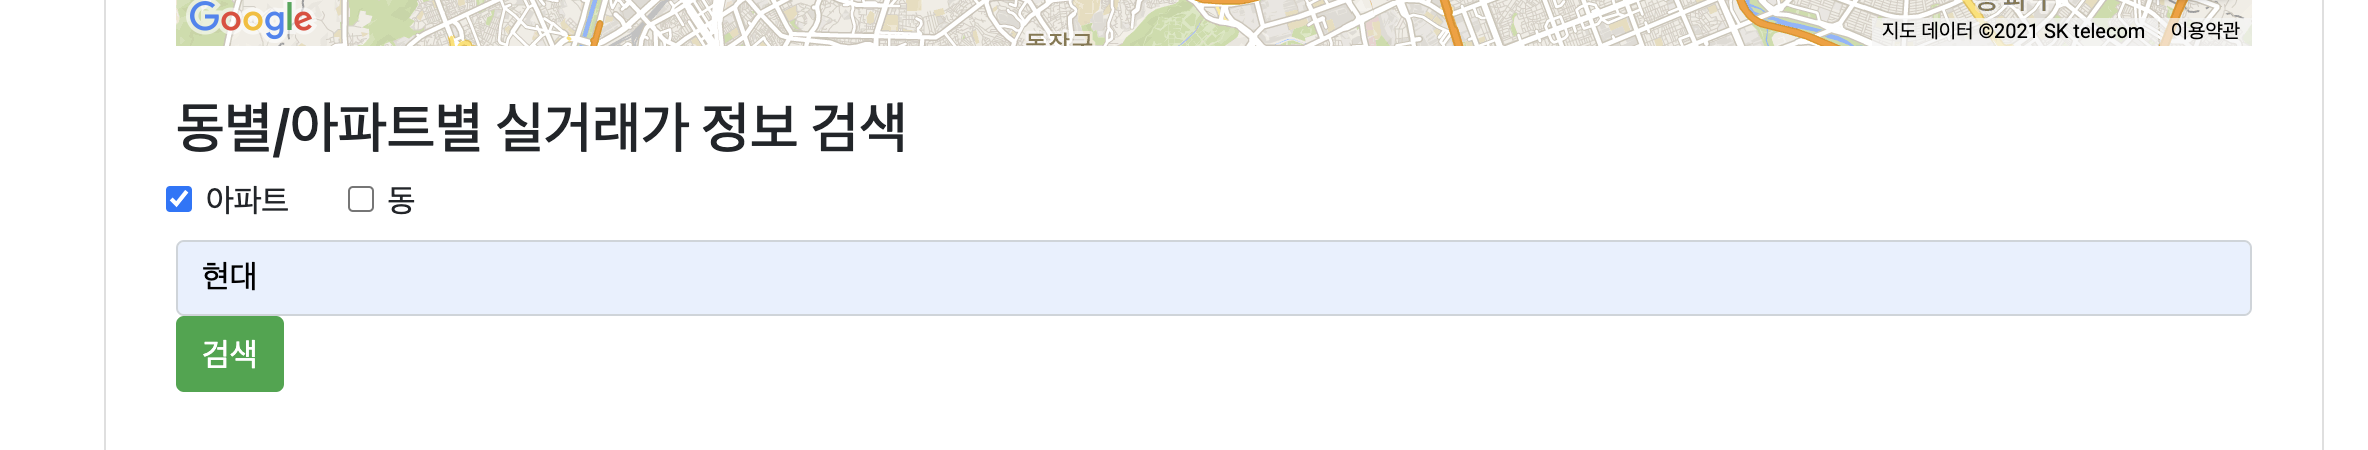 Google
지도 데이터 ©2021 SK telecom 이용약관
동별/아파트별 실거래가 정보 검색
아파트 동
현대
검색